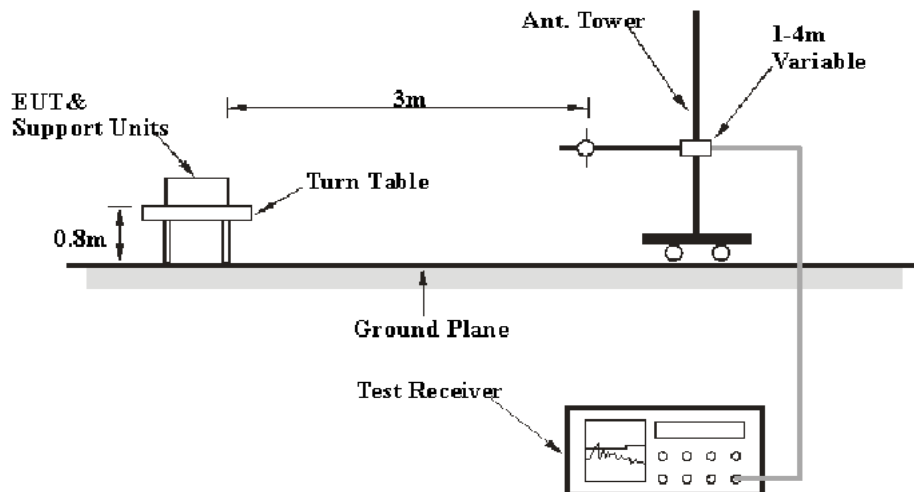 Ant. Tower
1-4m
Variable
EUT&
Support Units
3m
Turn Table
0.8m
Ground Plane
Test Receiver